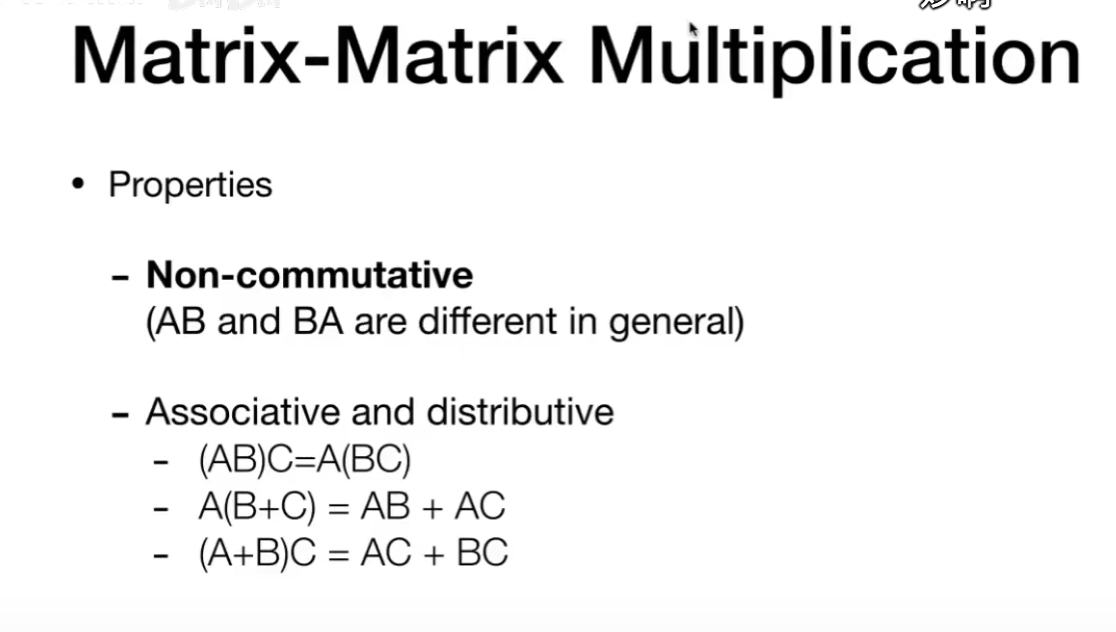 Matrix-Matrix Multiplication
• Properties
- Non-commutative
(AB and BA are different in general)
- Associative and distributive
- (AB)C=A(BC)
- A(B+C) = AB + AC
- (A+B)C = AC + BC